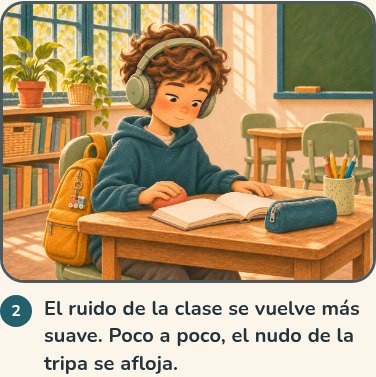 2
El ruido de la clase se vuelve más
suave. Poco a poco, el nudo de la
tripa se afloja.